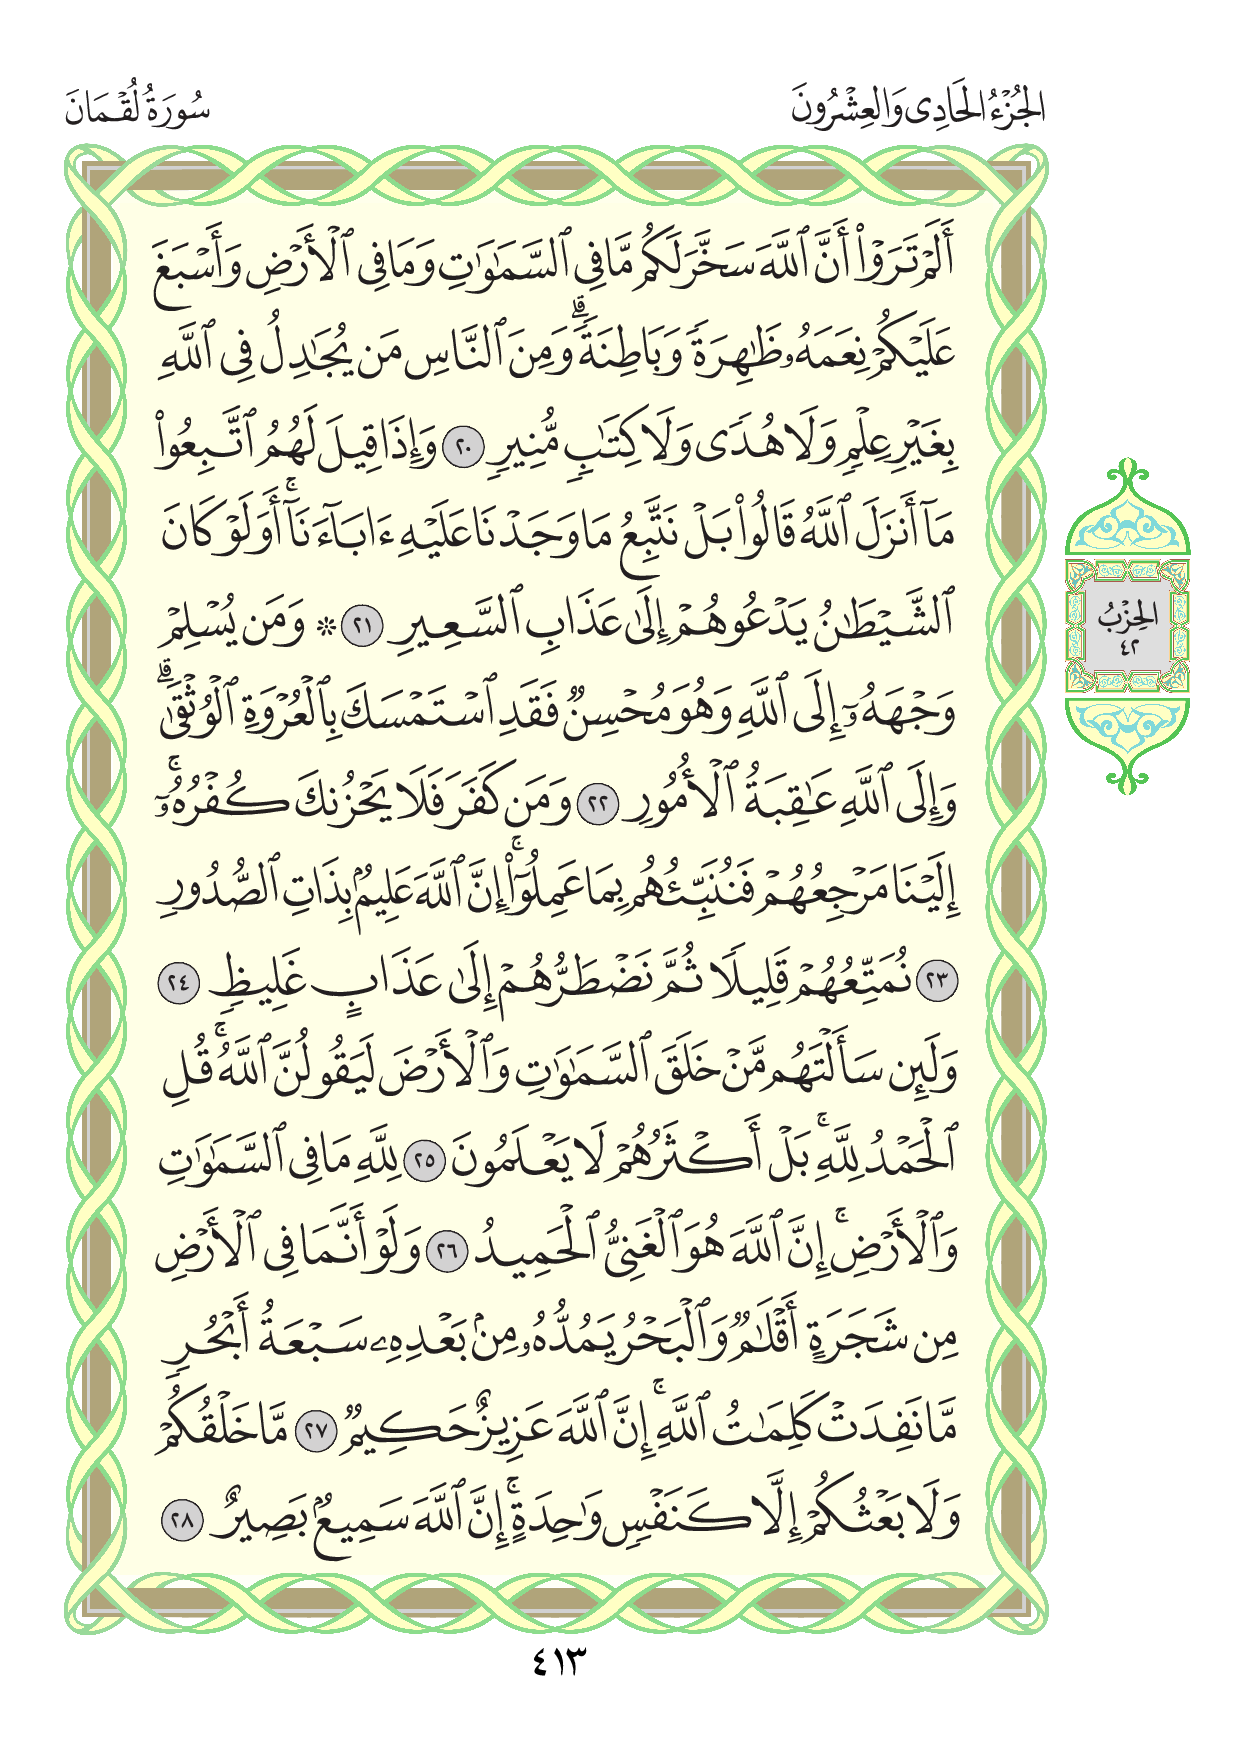 الجُزْءُ الحَادِى وَالعِشْرُونَ
سُورَةُ لُقْمَانَ
أَلَمْ تَرَوْا۟ أَنَّ ٱللَّهَ سَخَّرَ لَكُم مَّا فِى ٱلسَّمَٰوَٰتِ وَمَا فِى ٱلْأَرْضِ وَأَسْبَغَ
عَلَيْكُمْ نِعَمَهُۥ ظَٰهِرَةً وَبَاطِنَةً ۗ وَمِنَ ٱلنَّاسِ مَن يُجَٰدِلُ فِى ٱللَّهِ
بِغَيْرِ عِلْمٍ وَلَا هُدًى وَلَا كِتَٰبٍ مُّنِيرٍ ٢٠ وَإِذَا قِيلَ لَهُمُ ٱتَّبِعُوا۟
مَآ أَنزَلَ ٱللَّهُ قَالُوا۟ بَلْ نَتَّبِعُ مَا وَجَدْنَا عَلَيْهِ ءَابَآءَنَآ ۚ أَوَلَوْ كَانَ
ٱلشَّيْطَٰنُ يَدْعُوهُمْ إِلَىٰ عَذَابِ ٱلسَّعِيرِ ٢١ ۞ وَمَن يُسْلِمْ
وَجْهَهُۥٓ إِلَى ٱللَّهِ وَهُوَ مُحْسِنٌ فَقَدِ ٱسْتَمْسَكَ بِٱلْعُرْوَةِ ٱلْوُثْقَىٰ ۗ
وَإِلَى ٱللَّهِ عَٰقِبَةُ ٱلْأُمُورِ ٢٢ وَمَن كَفَرَ فَلَا يَحْزُنكَ كُفْرُهُۥٓ ۚ
إِلَيْنَا مَرْجِعُهُمْ فَنُنَبِّئُهُم بِمَا عَمِلُوٓا۟ ۚ إِنَّ ٱللَّهَ عَلِيمٌۢ بِذَاتِ ٱلصُّدُورِ
٢٣ نُمَتِّعُهُمْ قَلِيلًا ثُمَّ نَضْطَرُّهُمْ إِلَىٰ عَذَابٍ غَلِيظٍ ٢٤
وَلَئِن سَأَلْتَهُم مَّنْ خَلَقَ ٱلسَّمَٰوَٰتِ وَٱلْأَرْضَ لَيَقُولُنَّ ٱللَّهُ ۚ قُلِ
ٱلْحَمْدُ لِلَّهِ ۚ بَلْ أَكْثَرُهُمْ لَا يَعْلَمُونَ ٢٥ لِلَّهِ مَا فِى ٱلسَّمَٰوَٰتِ
وَٱلْأَرْضِ ۚ إِنَّ ٱللَّهَ هُوَ ٱلْغَنِىُّ ٱلْحَمِيدُ ٢٦ وَلَوْ أَنَّمَا فِى ٱلْأَرْضِ
مِن شَجَرَةٍ أَقْلَٰمٌ وَٱلْبَحْرُ يَمُدُّهُۥ مِنۢ بَعْدِهِۦ سَبْعَةُ أَبْحُرٍ
مَّا نَفِدَتْ كَلِمَٰتُ ٱللَّهِ ۚ إِنَّ ٱللَّهَ عَزِيزٌ حَكِيمٌ ٢٧ مَّا خَلْقُكُمْ
وَلَا بَعْثُكُمْ إِلَّا كَنَفْسٍ وَٰحِدَةٍ ۚ إِنَّ ٱللَّهَ سَمِيعٌۢ بَصِيرٌ ٢٨
الحِزْبُ
٤٢
٤١٣